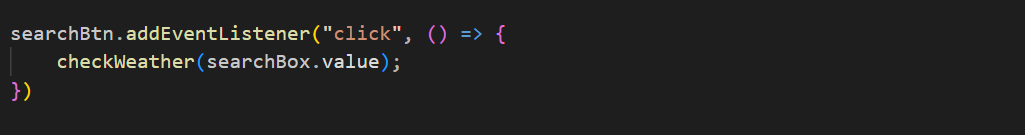 searchBtn.addEventListener("click", () => {
    checkWeather(searchBox.value);
})